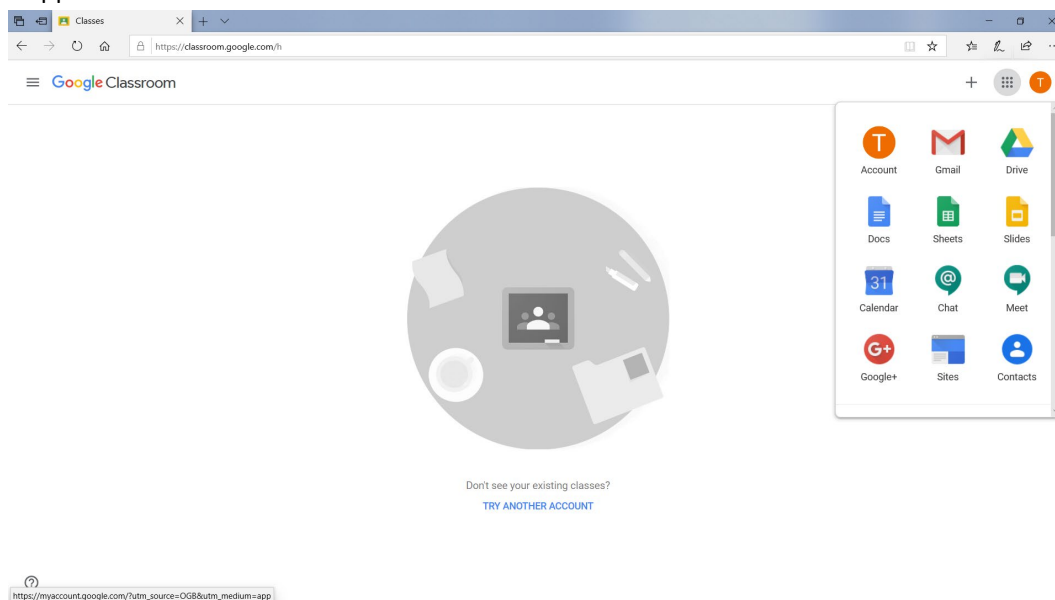 Classes
https://classroom.google.com/h
Google Classroom
T
T
Account
Gmail
Drive
Docs
Sheets
Slides
31
Calendar
Chat
Meet
G+
Google+
Sites
Contacts
Don't see your existing classes?
TRY ANOTHER ACCOUNT
https://myaccount.google.com/?utm_source=OGB&utm_medium=app